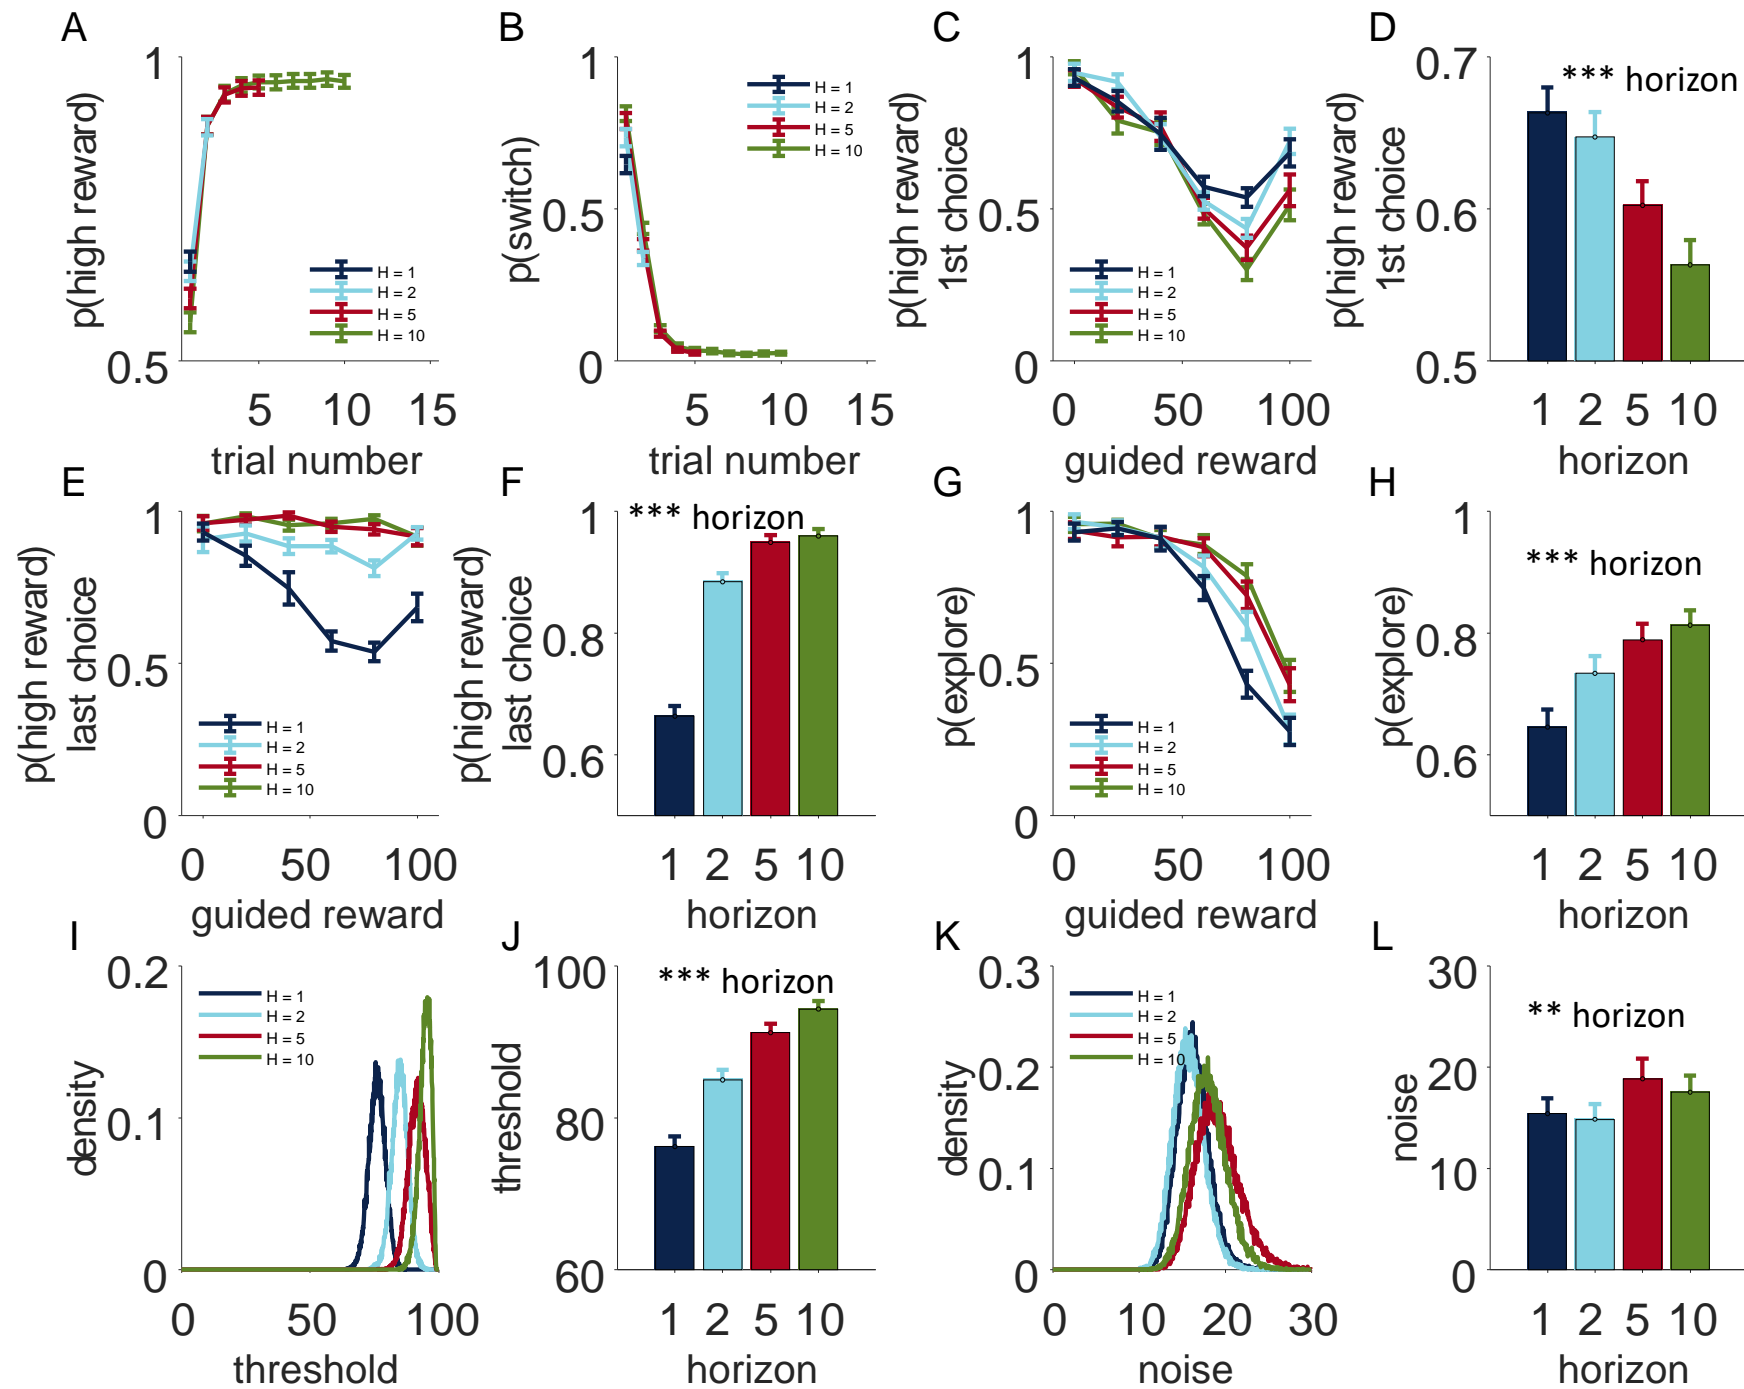 A
B
C
D
1
0.5
p(high reward)
5
10
15
trial number
H = 1
H = 2
H = 5
H = 10
1
0.5
0
p(switch)
5
10
15
trial number
H = 1
H = 2
H = 5
H = 10
1
0.5
0
p(high reward)
1st choice
0
50
100
guided reward
H = 1
H = 2
H = 5
H = 10
0.7
0.6
0.5
p(high reward)
1st choice
*** horizon
1 2 5 10
horizon
E
F
G
H
1
0.5
0
p(high reward)
last choice
0
50
100
guided reward
H = 1
H = 2
H = 5
H = 10
1
0.8
0.6
p(high reward)
last choice
*** horizon
1 2 5 10
horizon
1
0.5
0
p(explore)
0
50
100
guided reward
H = 1
H = 2
H = 5
H = 10
1
0.8
0.6
p(explore)
*** horizon
1 2 5 10
horizon
I
J
K
L
0.2
0.1
0
density
0
50
100
threshold
H = 1
H = 2
H = 5
H = 10
100
80
60
threshold
*** horizon
1 2 5 10
horizon
0.3
0.2
0.1
0
density
0
10
20
30
noise
H = 1
H = 2
H = 5
H = 10
30
20
10
0
noise
** horizon
1 2 5 10
horizon